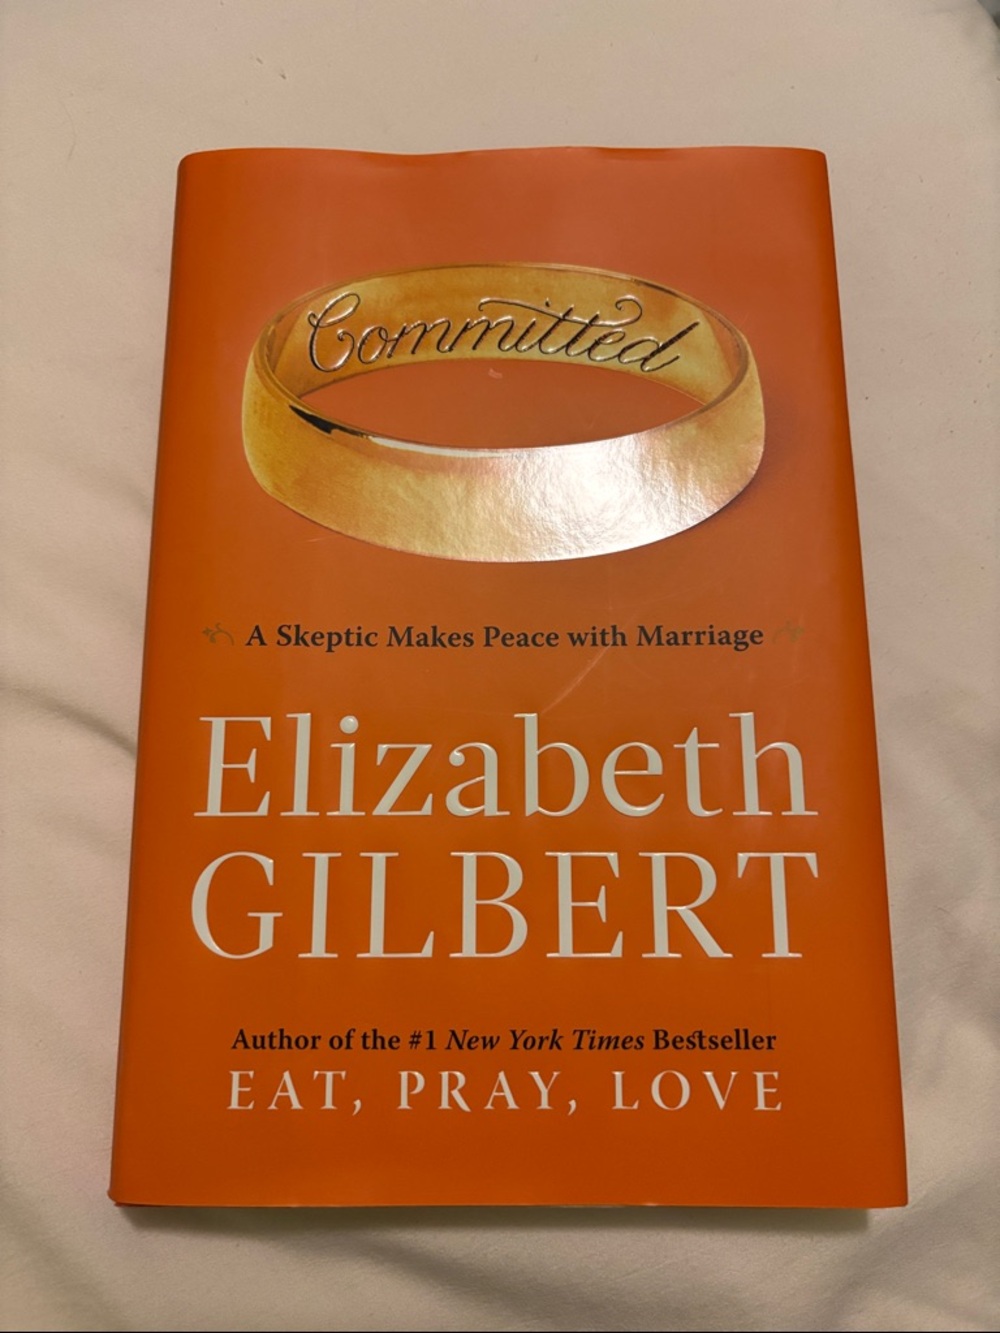 Committed
A Skeptic Makes Peace with Marriage
Elizabeth
GILBERT
Author of the #1 New York Times Bestseller
EAT, PRAY, LOVE